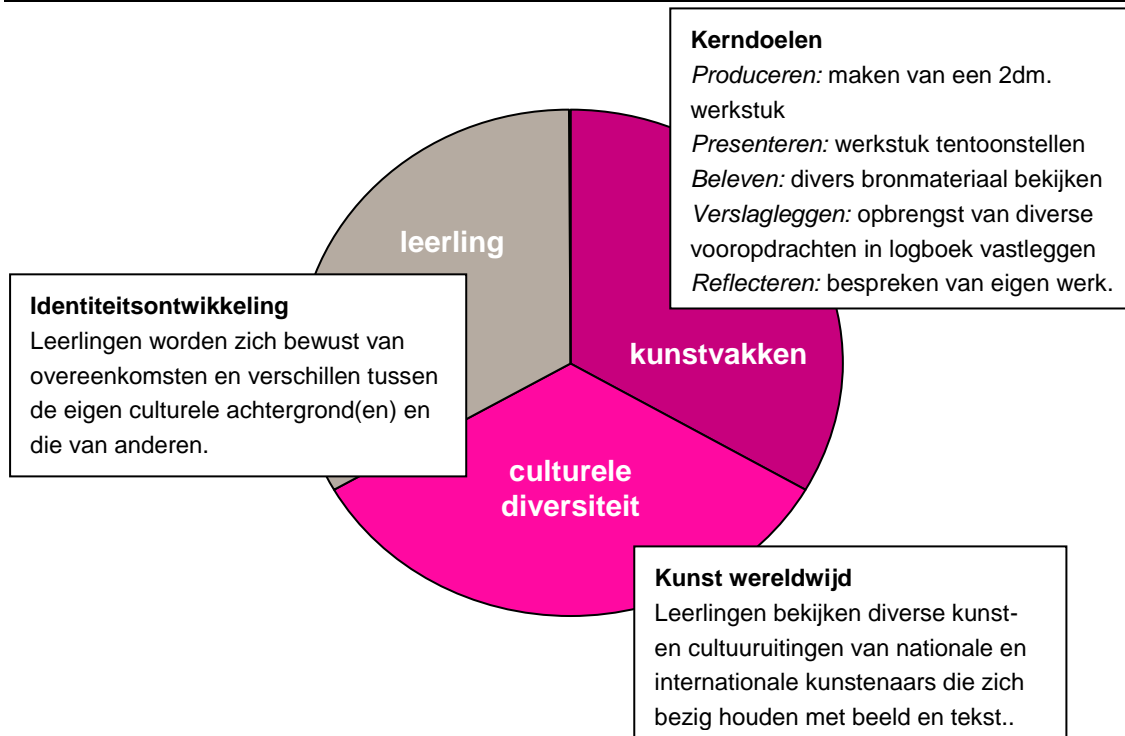 Kerndoelen
Produceren: maken van een 2dm.
werkstuk
Presenteren: werkstuk tentoonstellen
Beleven: divers bronmateriaal bekijken
Verslagleggen: opbrengst van diverse
vooropdrachten in logboek vastleggen
Reflecteren: bespreken van eigen werk.
leerling
kunstvakken
Identiteitsontwikkeling
Leerlingen worden zich bewust van
overeenkomsten en verschillen tussen
de eigen culturele achtergrond(en) en
die van anderen.
culturele
diversiteit
Kunst wereldwijd
Leerlingen bekijken diverse kunst-
en cultuuruitingen van nationale en
internationale kunstenaars die zich
bezig houden met beeld en tekst..